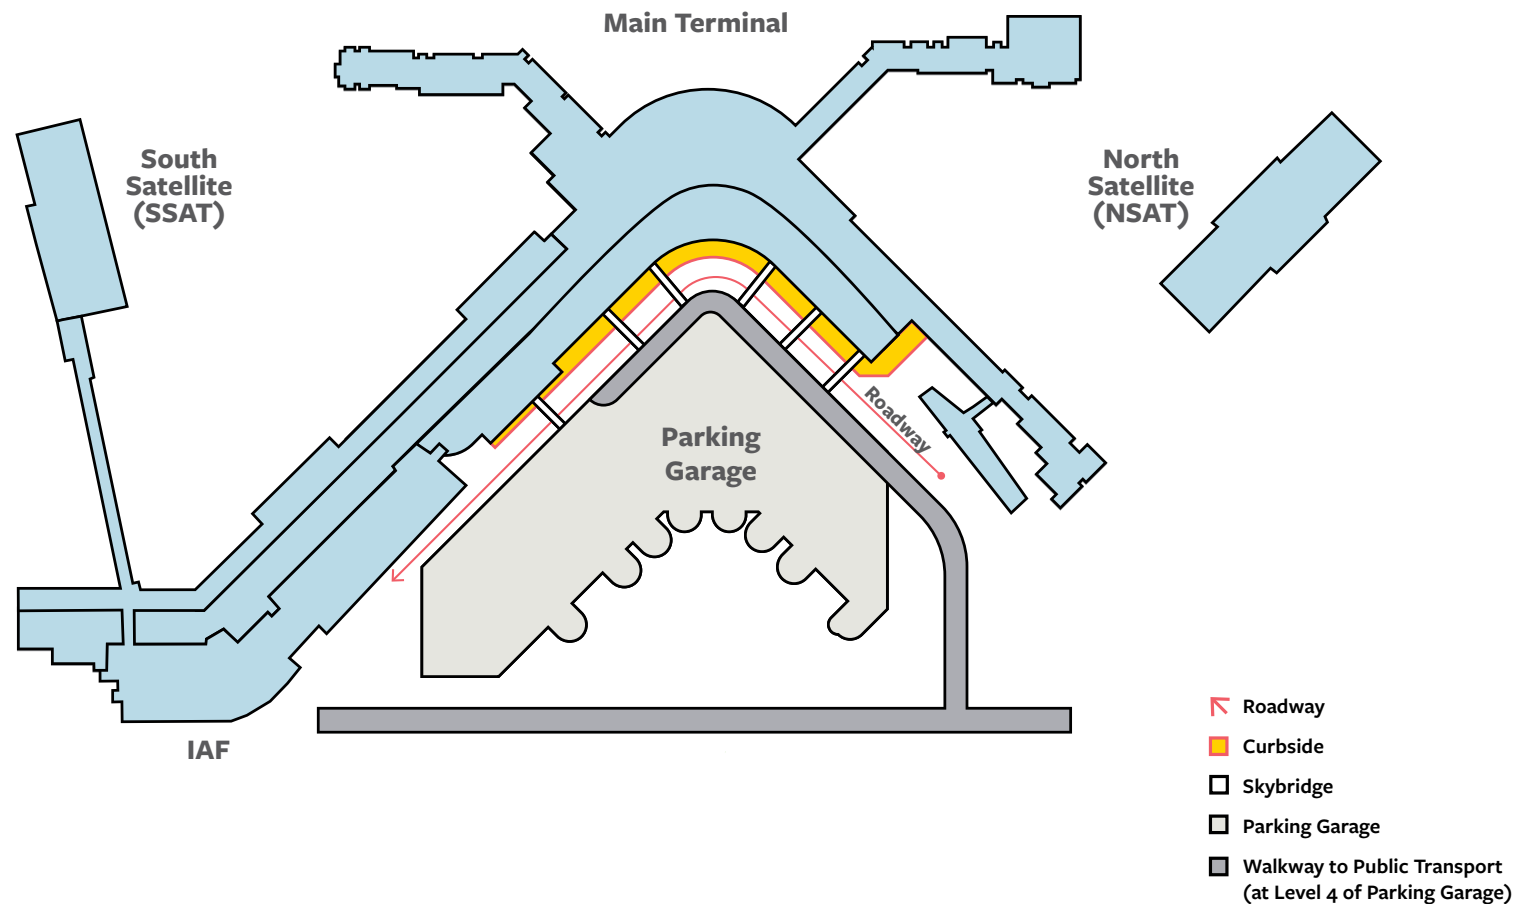 Main Terminal
South
Satellite
(SSAT)
North
Satellite
(NSAT)
Roadway
Parking
Garage
IAF
Roadway
Curbside
Skybridge
Parking Garage
Walkway to Public Transport
(at Level 4 of Parking Garage)